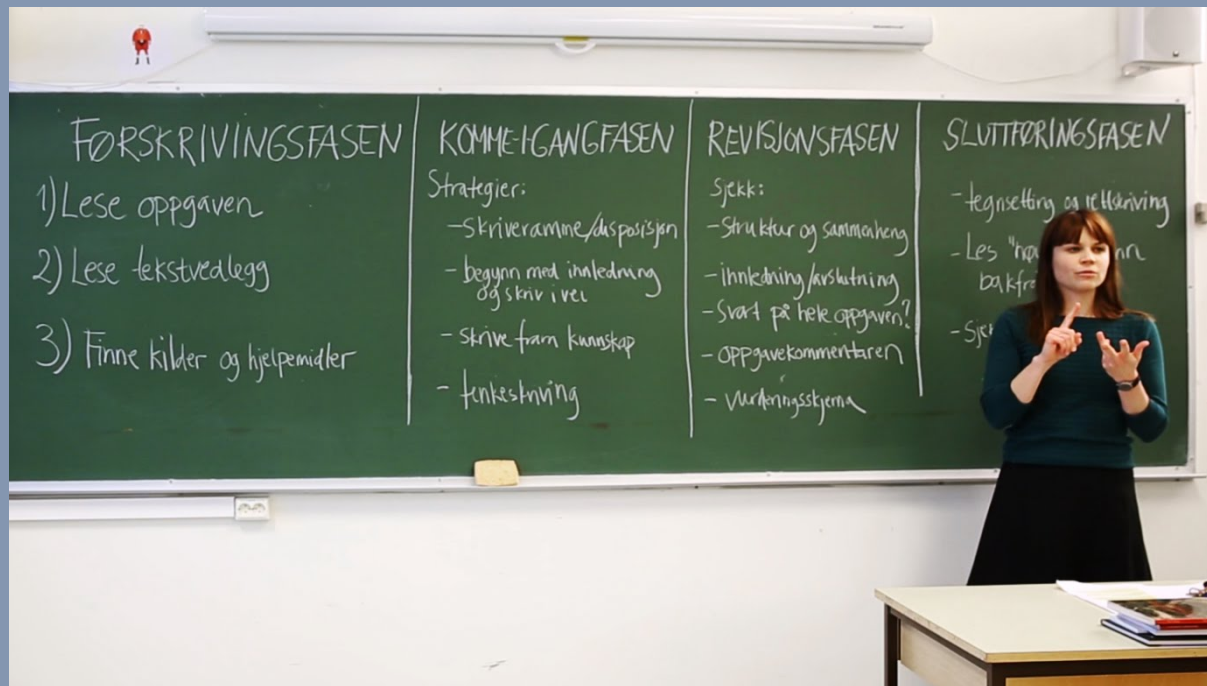 FØRSKRIVINGSFASEN
1) Lese oppgaven
2) Lese tekstvedlegg
3) Finne kilder og hjelpemidler
KOMME-IGANGFASEN
Strategier:
- skriveramme/disposisjon
- begynn med innledning
og skriv ivei
- skrive fram kunnskap
- tenkeskriving
REVISJONSFASEN
Sjekk:
- Struktur og sammenheng
- innledning/avslutning
- Svart på hele oppgaven?
- oppgavekommentaren
- vurderingsskjema
SLUTTFØRINGSFASEN
- tegnsetting og rettskriving
- Les